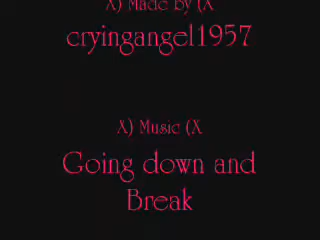 X) Made by (X
cryingangel1957
X) Music (X
Going down and
Break